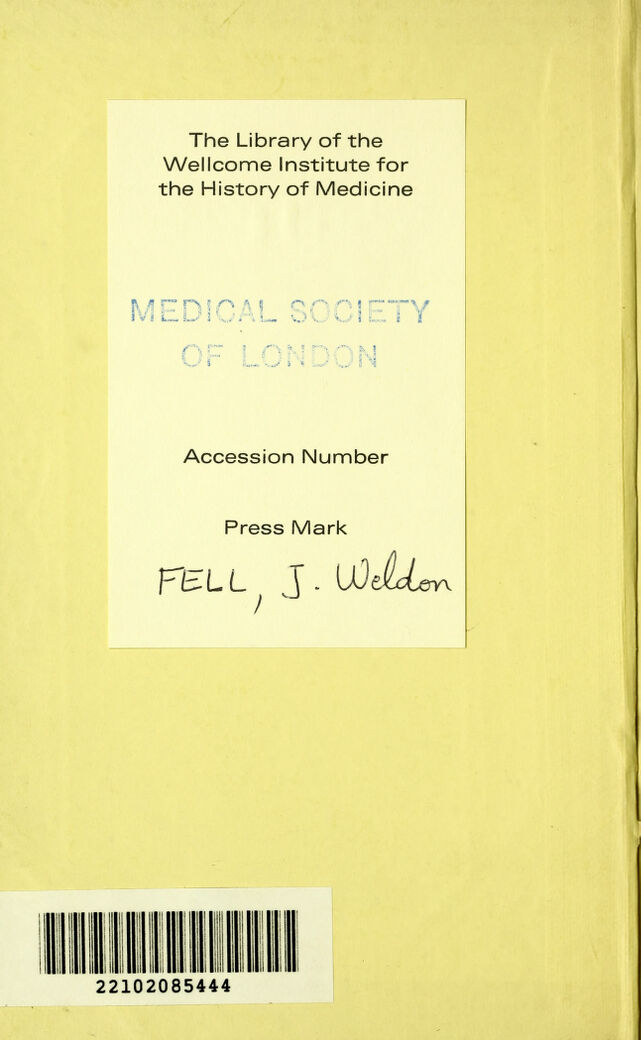 The Library of the
Wellcome Institute for
the History of Medicine
MEDICAL SOCIETY
OF LONDON
Accession Number
Press Mark
FELL, J. Weldon
22102085444